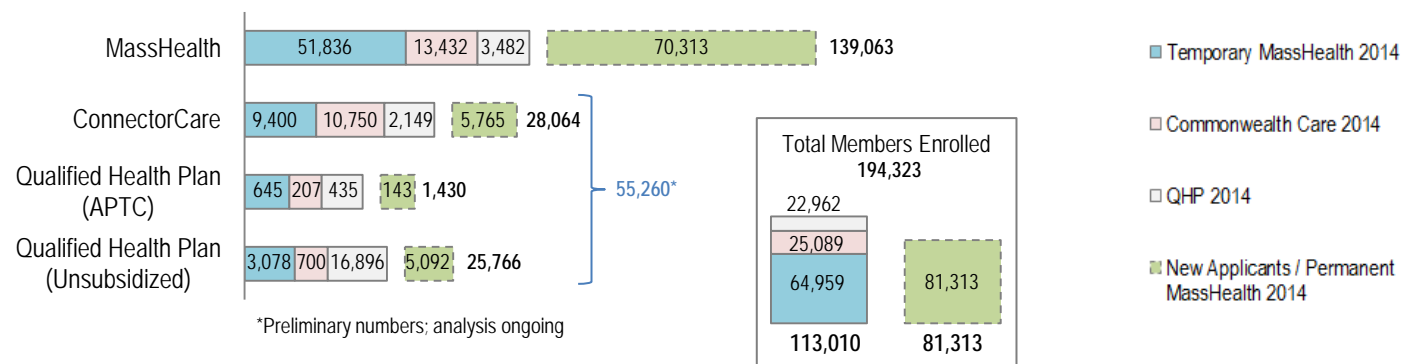 MassHealth
51,836 13,432 3,482 70,313 139,063
ConnectorCare
9,400 10,750 2,149 5,765 28,064
Qualified Health Plan
(APTC)
645 207 435 143 1,430
Qualified Health Plan
(Unsubsidized)
3,078 700 16,896 5,092 25,766
55,260*
*Preliminary numbers; analysis ongoing
Total Members Enrolled
194,323
22,962
25,089
64,959
81,313
113,010
81,313
Temporary MassHealth 2014
Commonwealth Care 2014
QHP 2014
New Applicants / Permanent
MassHealth 2014